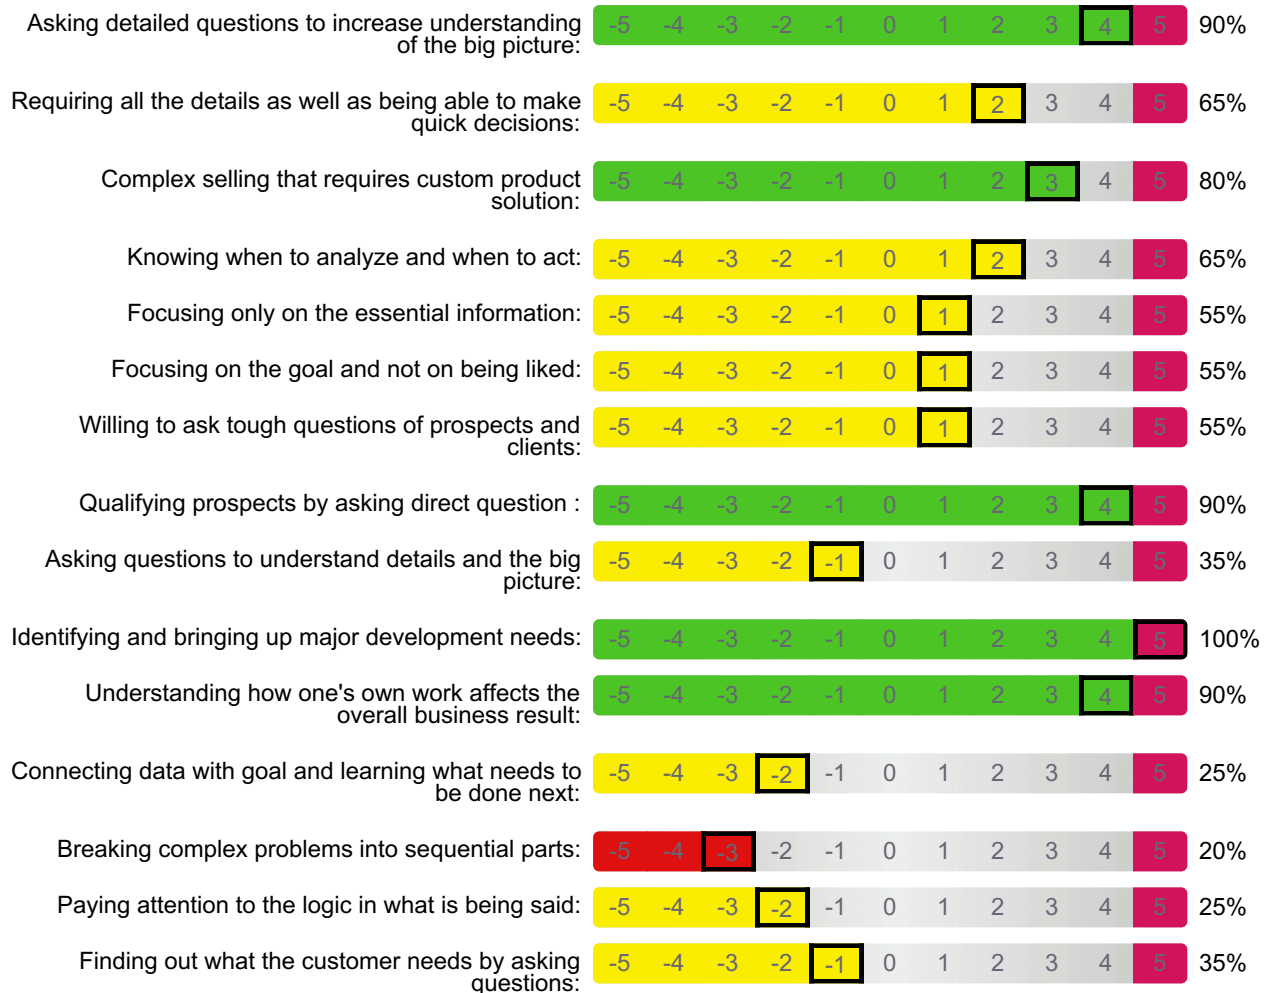 Asking detailed questions to increase understanding
of the big picture:
-5 -4 -3 -2 -1 0 1 2 3 4 5 90%
Requiring all the details as well as being able to make
quick decisions:
-5 -4 -3 -2 -1 0 1 2 3 4 5 65%
Complex selling that requires custom product
solution:
-5 -4 -3 -2 -1 0 1 2 3 4 5 80%
Knowing when to analyze and when to act: -5 -4 -3 -2 -1 0 1 2 3 4 5 65%
Focusing only on the essential information: -5 -4 -3 -2 -1 0 1 2 3 4 5 55%
Focusing on the goal and not on being liked: -5 -4 -3 -2 -1 0 1 2 3 4 5 55%
Willing to ask tough questions of prospects and
clients:
-5 -4 -3 -2 -1 0 1 2 3 4 5 55%
Qualifying prospects by asking direct question : -5 -4 -3 -2 -1 0 1 2 3 4 5 90%
Asking questions to understand details and the big
picture:
-5 -4 -3 -2 -1 0 1 2 3 4 5 35%
Identifying and bringing up major development needs: -5 -4 -3 -2 -1 0 1 2 3 4 5 100%
Understanding how one's own work affects the
overall business result:
-5 -4 -3 -2 -1 0 1 2 3 4 5 90%
Connecting data with goal and learning what needs to
be done next:
-5 -4 -3 -2 -1 0 1 2 3 4 5 25%
Breaking complex problems into sequential parts: -5 -4 -3 -2 -1 0 1 2 3 4 5 20%
Paying attention to the logic in what is being said: -5 -4 -3 -2 -1 0 1 2 3 4 5 25%
Finding out what the customer needs by asking
questions:
-5 -4 -3 -2 -1 0 1 2 3 4 5 35%